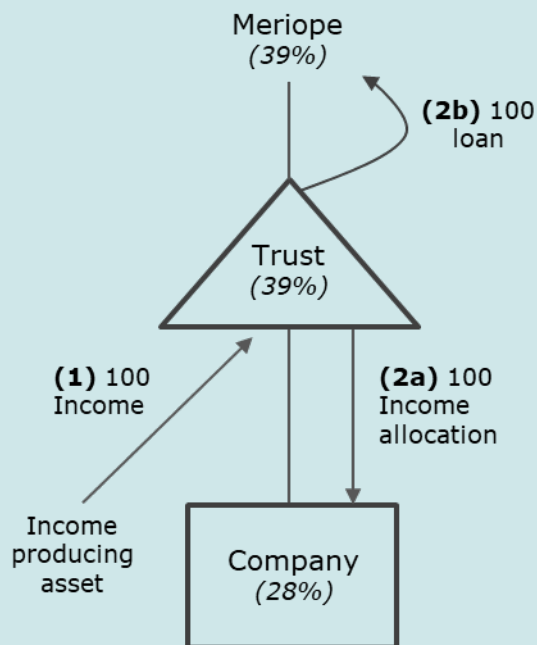 Meriope
(39%)
(2b) 100
loan
Trust
(39%)
(1) 100
Income
(2a) 100
Income
allocation
Income
producing
asset
Company
(28%)